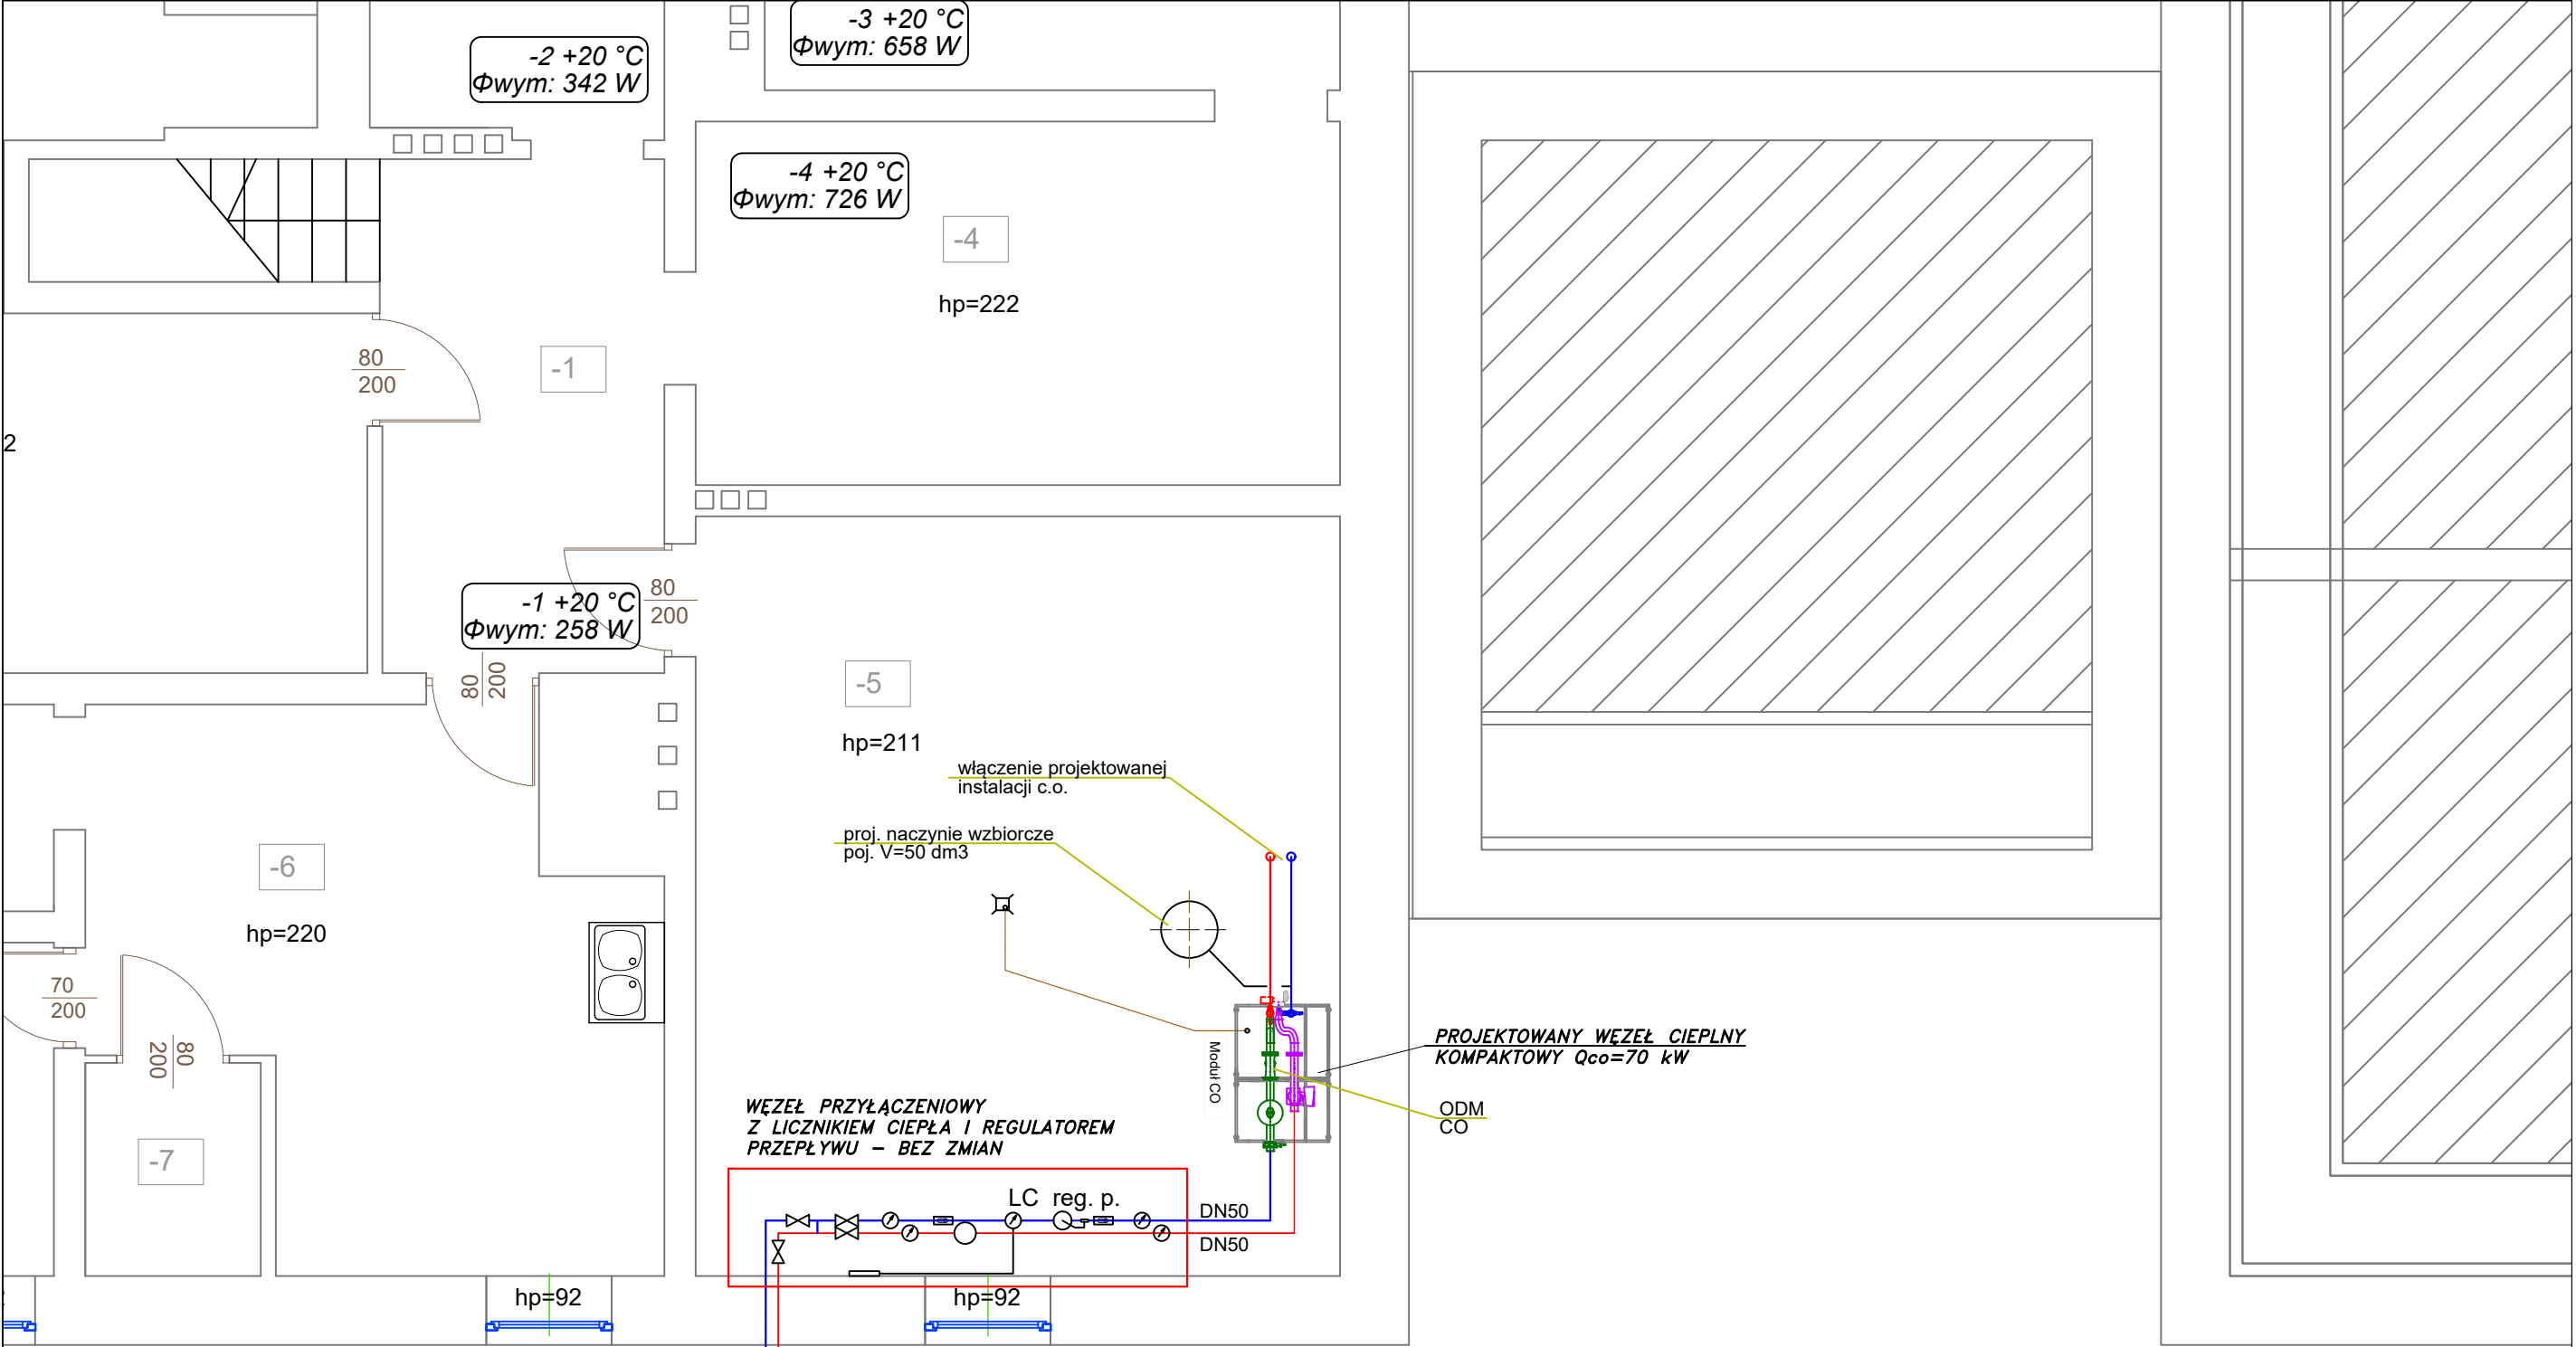 -2 +20 °C
Φwym: 342 W
-3 +20 °C
Φwym: 658 W
-4 +20 °C
Φwym: 726 W
-4
hp=222
80
200
-1
2
-1 +20 °C
Φwym: 258 W
80
200
80
200
-5
hp=211
włączenie projektowanej
instalacji c.o.
proj. naczynie wzbiorcze
poj. V=50 dm3
-6
hp=220
70
200
80
200
-7
Moduł CO
PROJEKTOWANY WĘZEŁ CIEPLNY
KOMPAKTOWY Qco=70 kW
ODM
CO
WĘZEŁ PRZYŁĄCZENIOWY
Z LICZNIKIEM CIEPŁA I REGULATOREM
PRZEPŁYWU – BEZ ZMIAN
LC reg. p.
DN50
DN50
hp=92
hp=92